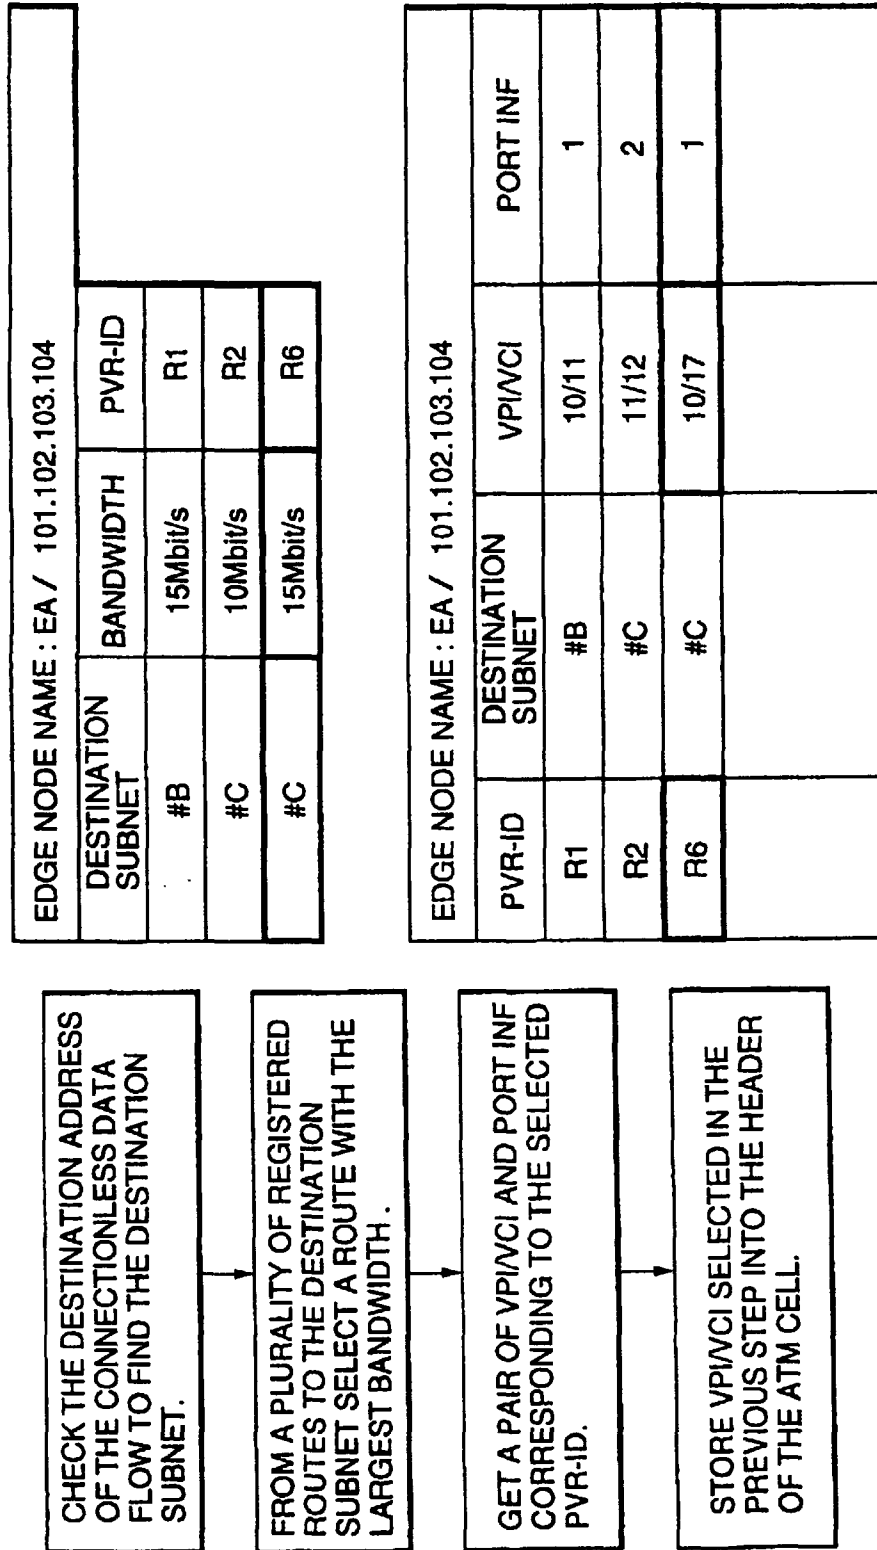 CHECK THE DESTINATION ADDRESS
OF THE CONNECTIONLESS DATA
FLOW TO FIND THE DESTINATION
SUBNET.
FROM A PLURALITY OF REGISTERED
ROUTES TO THE DESTINATION
SUBNET SELECT A ROUTE WITH THE
LARGEST BANDWIDTH.
GET A PAIR OF VPI/VCI AND PORT INF
CORRESPONDING TO THE SELECTED
PVR-ID.
STORE VPI/VCI SELECTED IN THE
PREVIOUS STEP INTO THE HEADER
OF THE ATM CELL.
EDGE NODE NAME : EA / 101.102.103.104
DESTINATION SUBNET BANDWIDTH PVR-ID
#B 15Mbit/s R1
#C 10Mbit/s R2
#C 15Mbit/s R6
EDGE NODE NAME : EA / 101.102.103.104
PVR-ID DESTINATION SUBNET VPI/VCI PORT INF
R1 #B 10/11 1
R2 #C 11/12 2
R6 #C 10/17 1